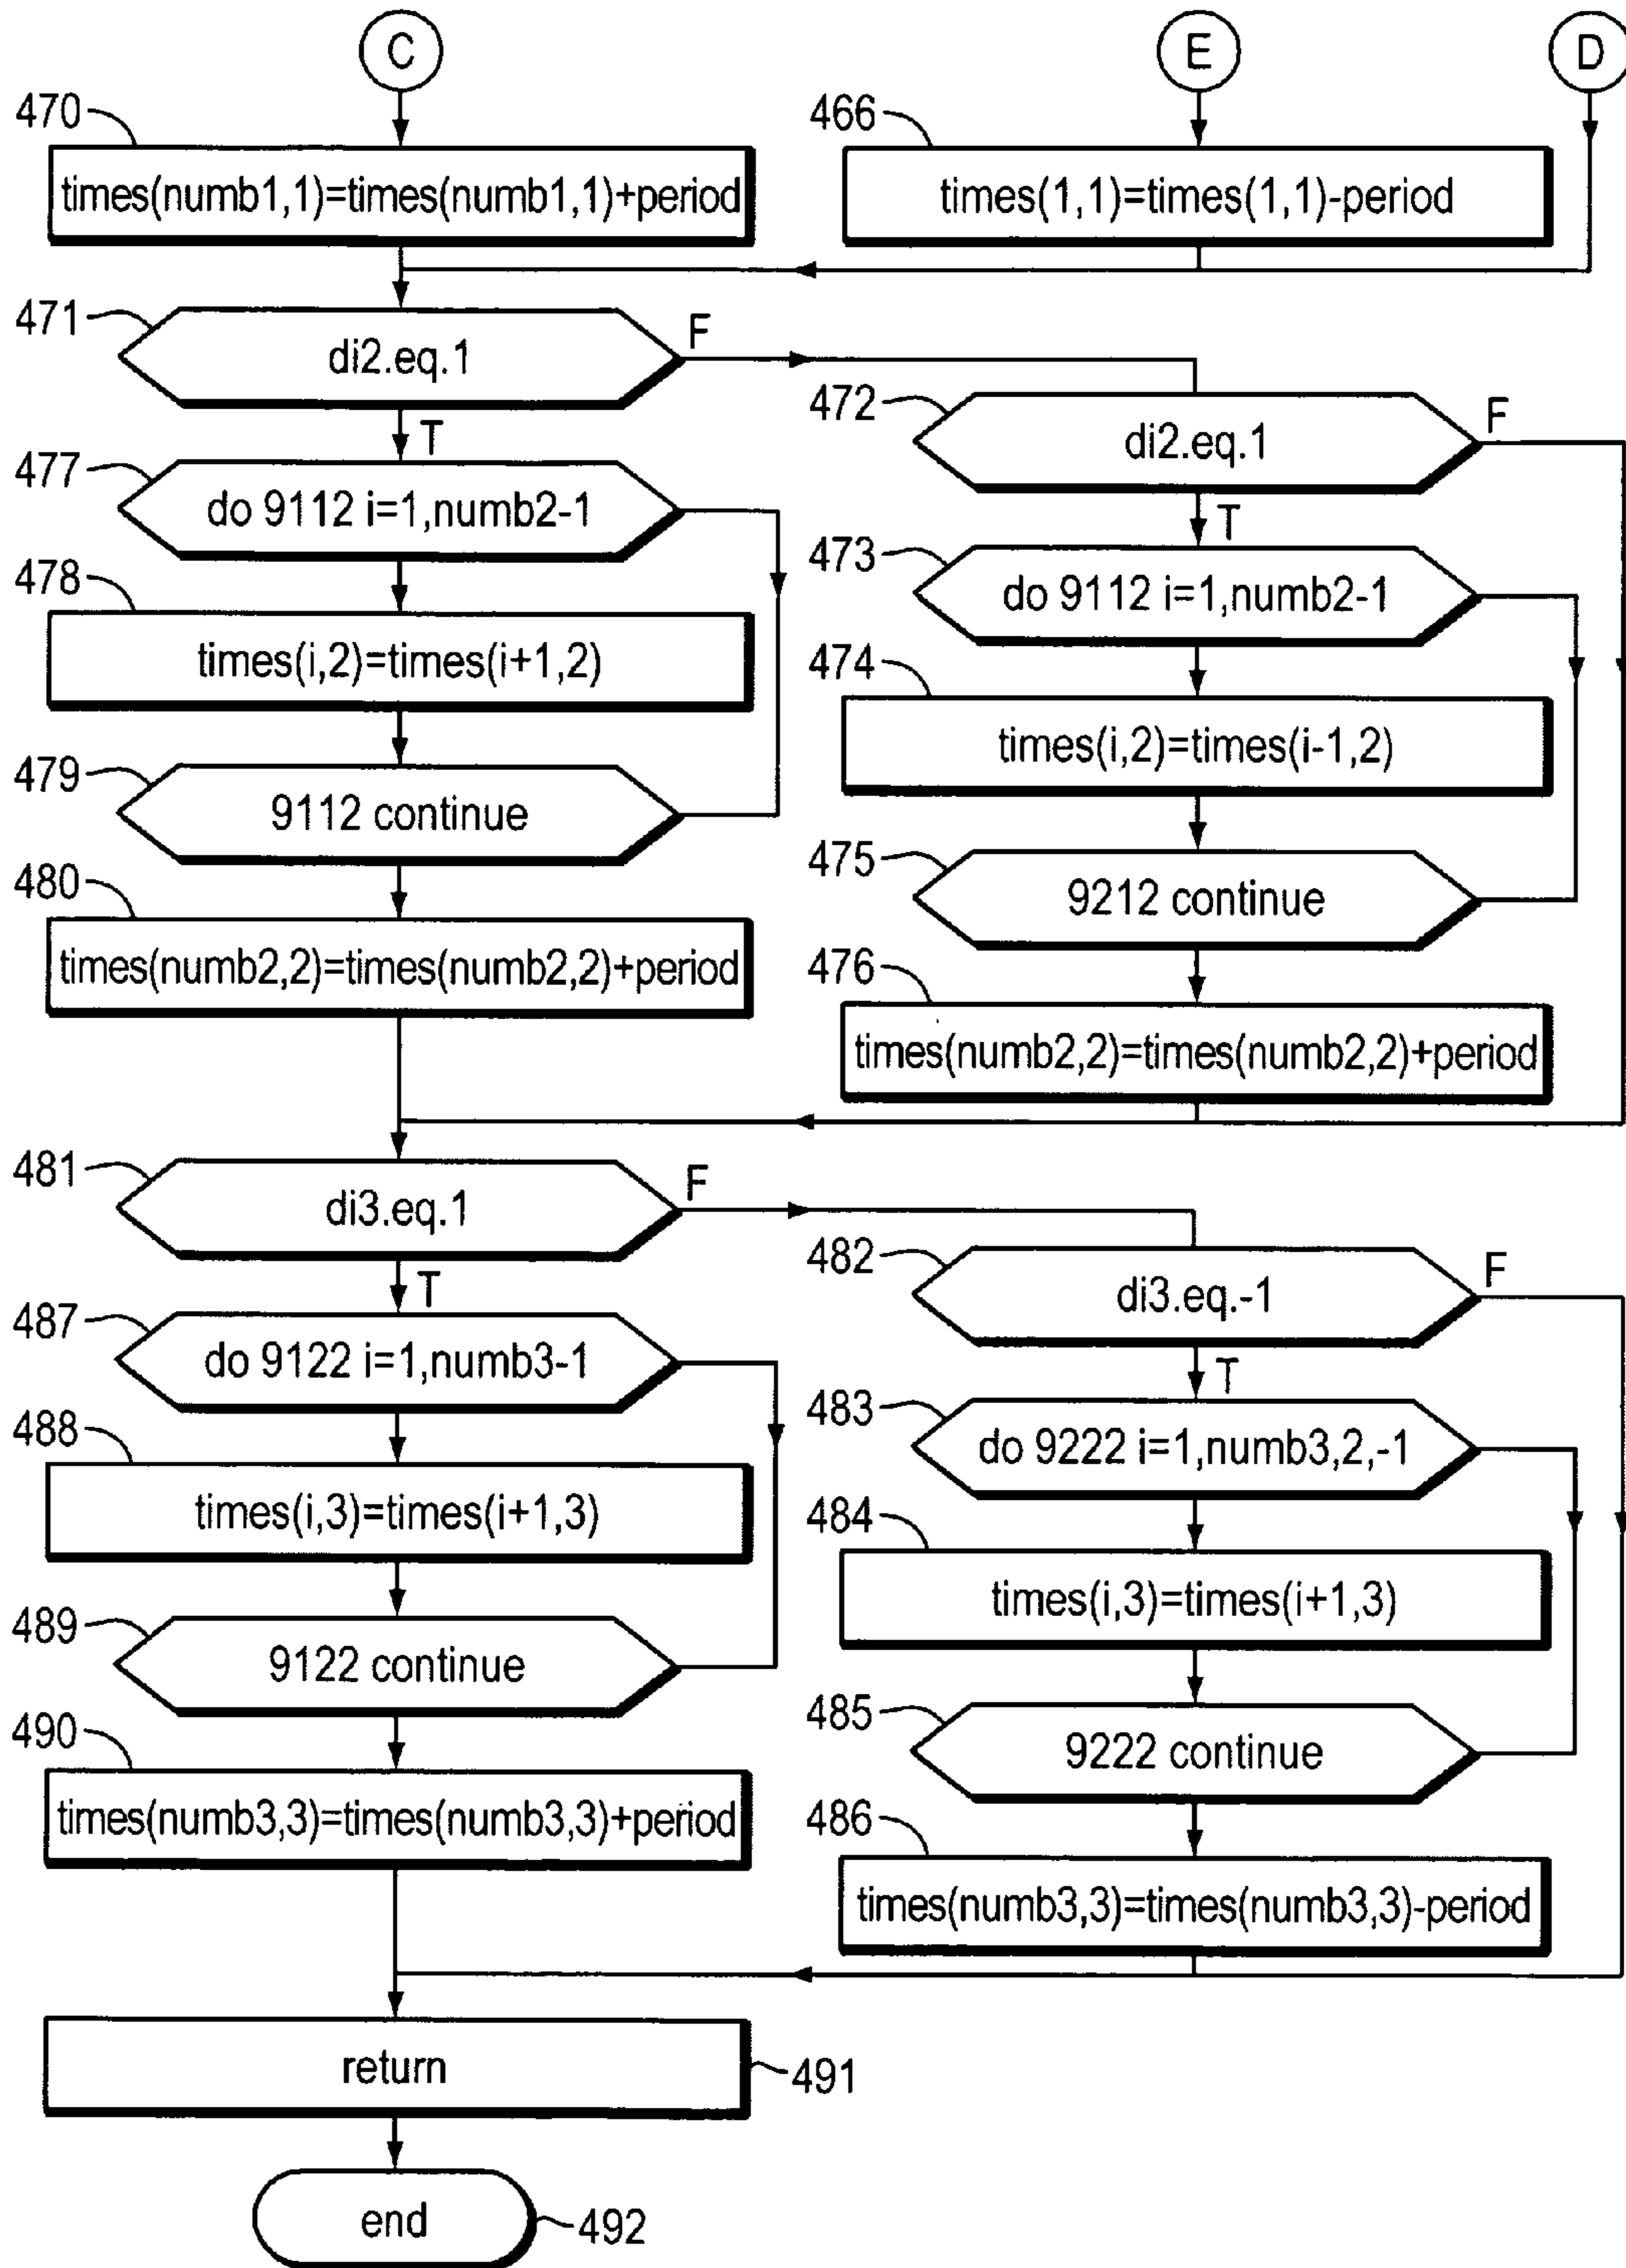 C
E
D
470
times(numb1,1)=times(numb1,1)+period
466
times(1,1)=times(1,1)-period
471
di2.eq.1
F
T
472
di2.eq.1
F
T
477
do 9112 i=1,numb2-1
473
do 9112 i=1,numb2-1
478
times(i,2)=times(i+1,2)
474
times(i,2)=times(i-1,2)
479
9112 continue
475
9212 continue
480
times(numb2,2)=times(numb2,2)+period
476
times(numb2,2)=times(numb2,2)+period
481
di3.eq.1
F
T
482
di3.eq.-1
F
T
487
do 9122 i=1,numb3-1
483
do 9222 i=1,numb3,2,-1
488
times(i,3)=times(i+1,3)
484
times(i,3)=times(i+1,3)
489
9122 continue
485
9222 continue
490
times(numb3,3)=times(numb3,3)+period
486
times(numb3,3)=times(numb3,3)-period
return
491
end
492